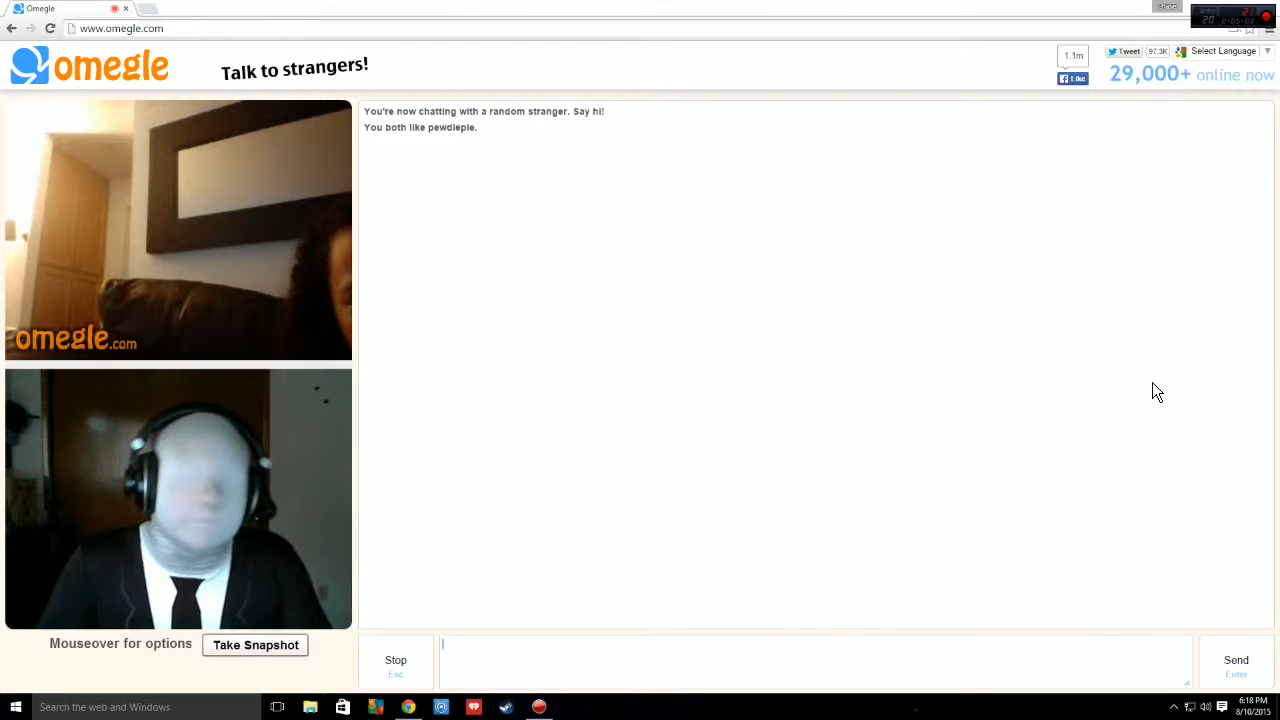 Omegle
www.omegle.com
omegle
Talk to strangers!
1.1m
Like
Tweet
97.3K
Select Language
29,000+ online now
You're now chatting with a random stranger. Say hi!
You both like pewdiepie.
omegle.com
Mouseover for options
Take Snapshot
Stop
Esc
Send
Enter
Search the web and Windows
6:18 PM
8/10/2015